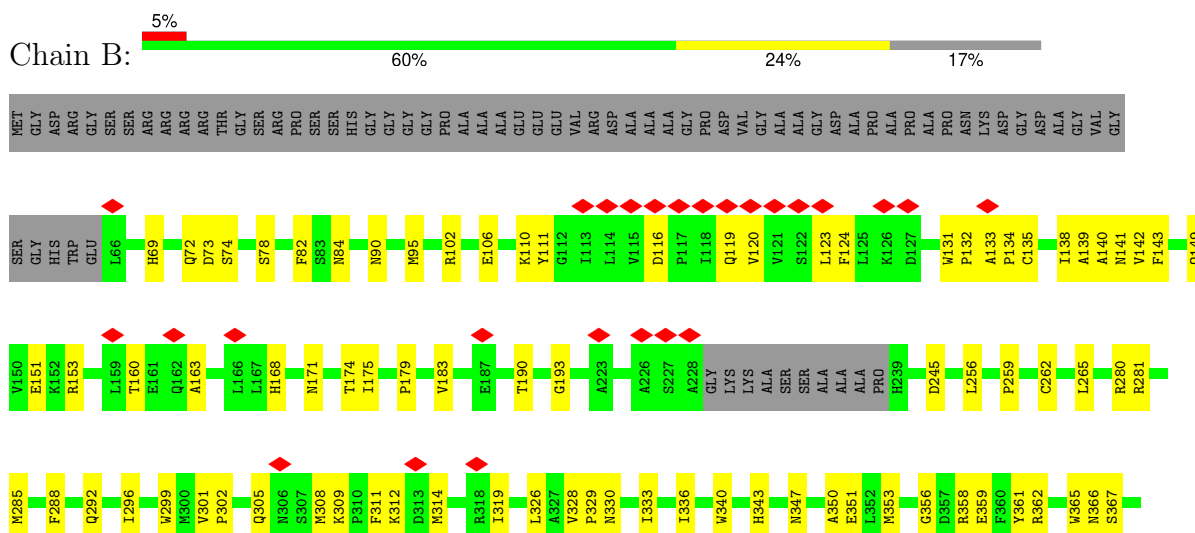 5%
Chain B:
60% 24% 17%
MET GLY ASP ARG GLY SER SER ARG ARG ARG ARG THR GLY SER ARG PRO SER SER HIS GLY GLY GLY GLY PRO ALA ALA ALA GLU GLU GLU VAL ARG ASP ALA ALA ALA GLY PRO ASP VAL GLY ALA ALA GLY ASP ALA PRO ALA PRO ALA PRO ASN LYS ASP GLY ASP ALA GLY VAL GLY
SER GLY HIS TRP GLU L66 H69 Q72 D73 S74 S78 F82 S83 N84 N90 M95 R102 E106 K110 Y111 G112 I113 L114 V115 D116 P117 I118 Q119 V120 V121 S122 L123 F124 L125 K126 D127 W131 P132 A133 P134 C135 I138 A139 A140 N141 V142 F143
V150 E151 K152 R153 L159 T160 E161 Q162 A163 L166 L167 H168 N171 T174 I175 P179 V183 E187 T190 G193 A223 A226 S227 A228 GLY LYS LYS ALA SER SER ALA ALA ALA PRO H239 D245 L256 P259 C262 L265 R280 R281
M285 F288 Q292 I296 W299 M300 V301 P302 Q305 N306 S307 M308 K309 P310 F311 K312 D313 M314 R318 I319 L326 A327 V328 P329 N330 I333 I336 W340 H343 N347 A350 E351 L352 M353 G356 D357 R358 E359 F360 Y361 R362 W365 N366 S367